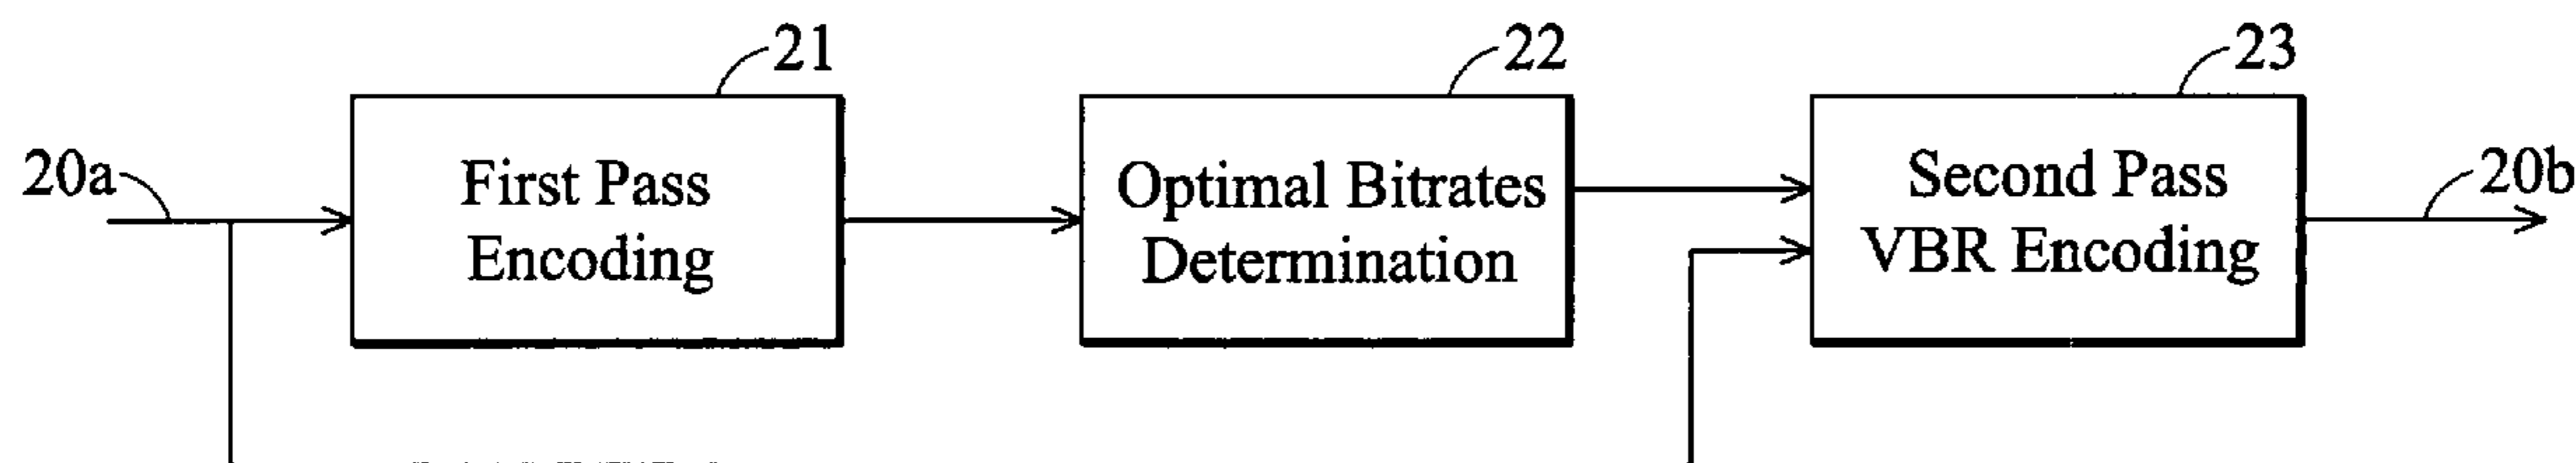 21
22
23
20a
First Pass
Encoding
Optimal Bitrates
Determination
Second Pass
VBR Encoding
20b